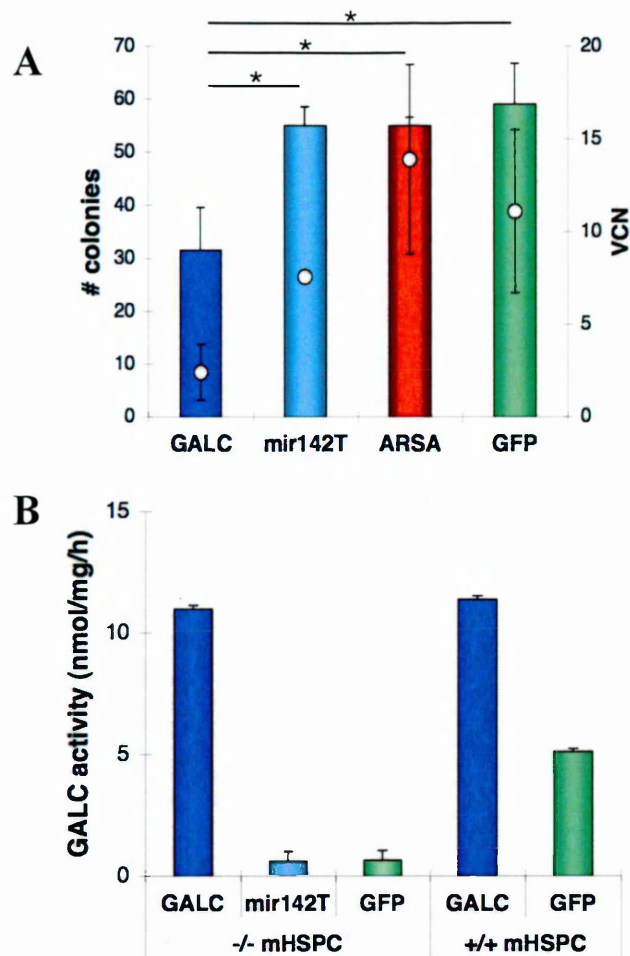 A
*
*
*
70
60
50
40
30
20
10
0
# colonies
20
15
10
5
0
VCN
GALC mir142T ARSA GFP
B
15
10
5
0
GALC activity (nmol/mg/h)
GALC mir142T GFP GALC GFP
-/- mHSPC +/+ mHSPC